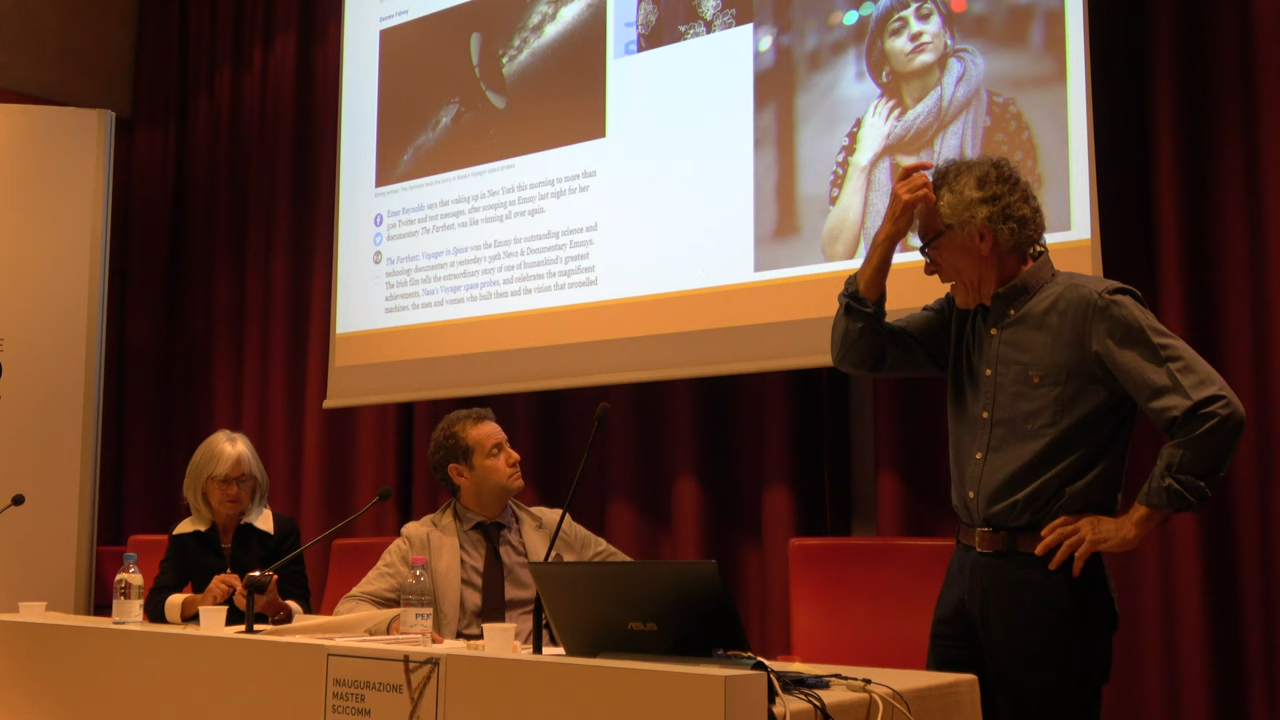 Emer Reynolds says that waking up in New York this morning to more than
520 Twitter and text messages, after scooping an Emmy last night for her
documentary The Farthest, was like winning all over again.
The Farthest: Voyager in Space won the Emmy for outstanding science and
technology documentary at yesterday's 39th News & Documentary Emmys.
The Irish film tells the extraordinary story of one of humankind's greatest
achievements, Nasa's Voyager space probes, and celebrates the magnificent
machines, the men and women who built them and the vision that propelled
ASUS
INAUGURAZIONE
MASTER
SCICOMM